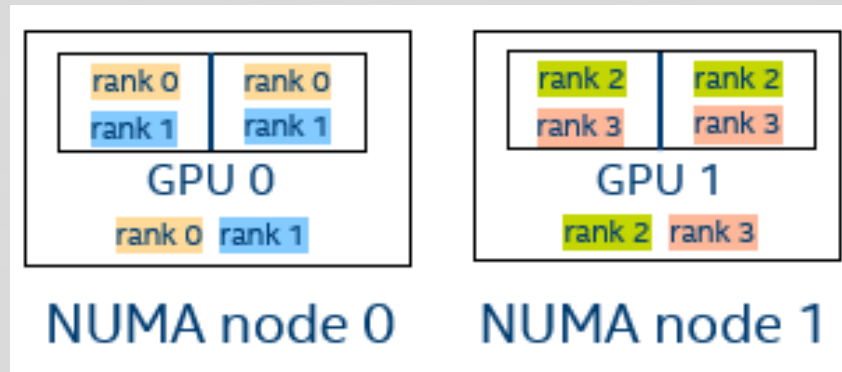 rank 0 rank 0
rank 1 rank 1
GPU 0
rank 0 rank 1
NUMA node 0
rank 2 rank 2
rank 3 rank 3
GPU 1
rank 2 rank 3
NUMA node 1